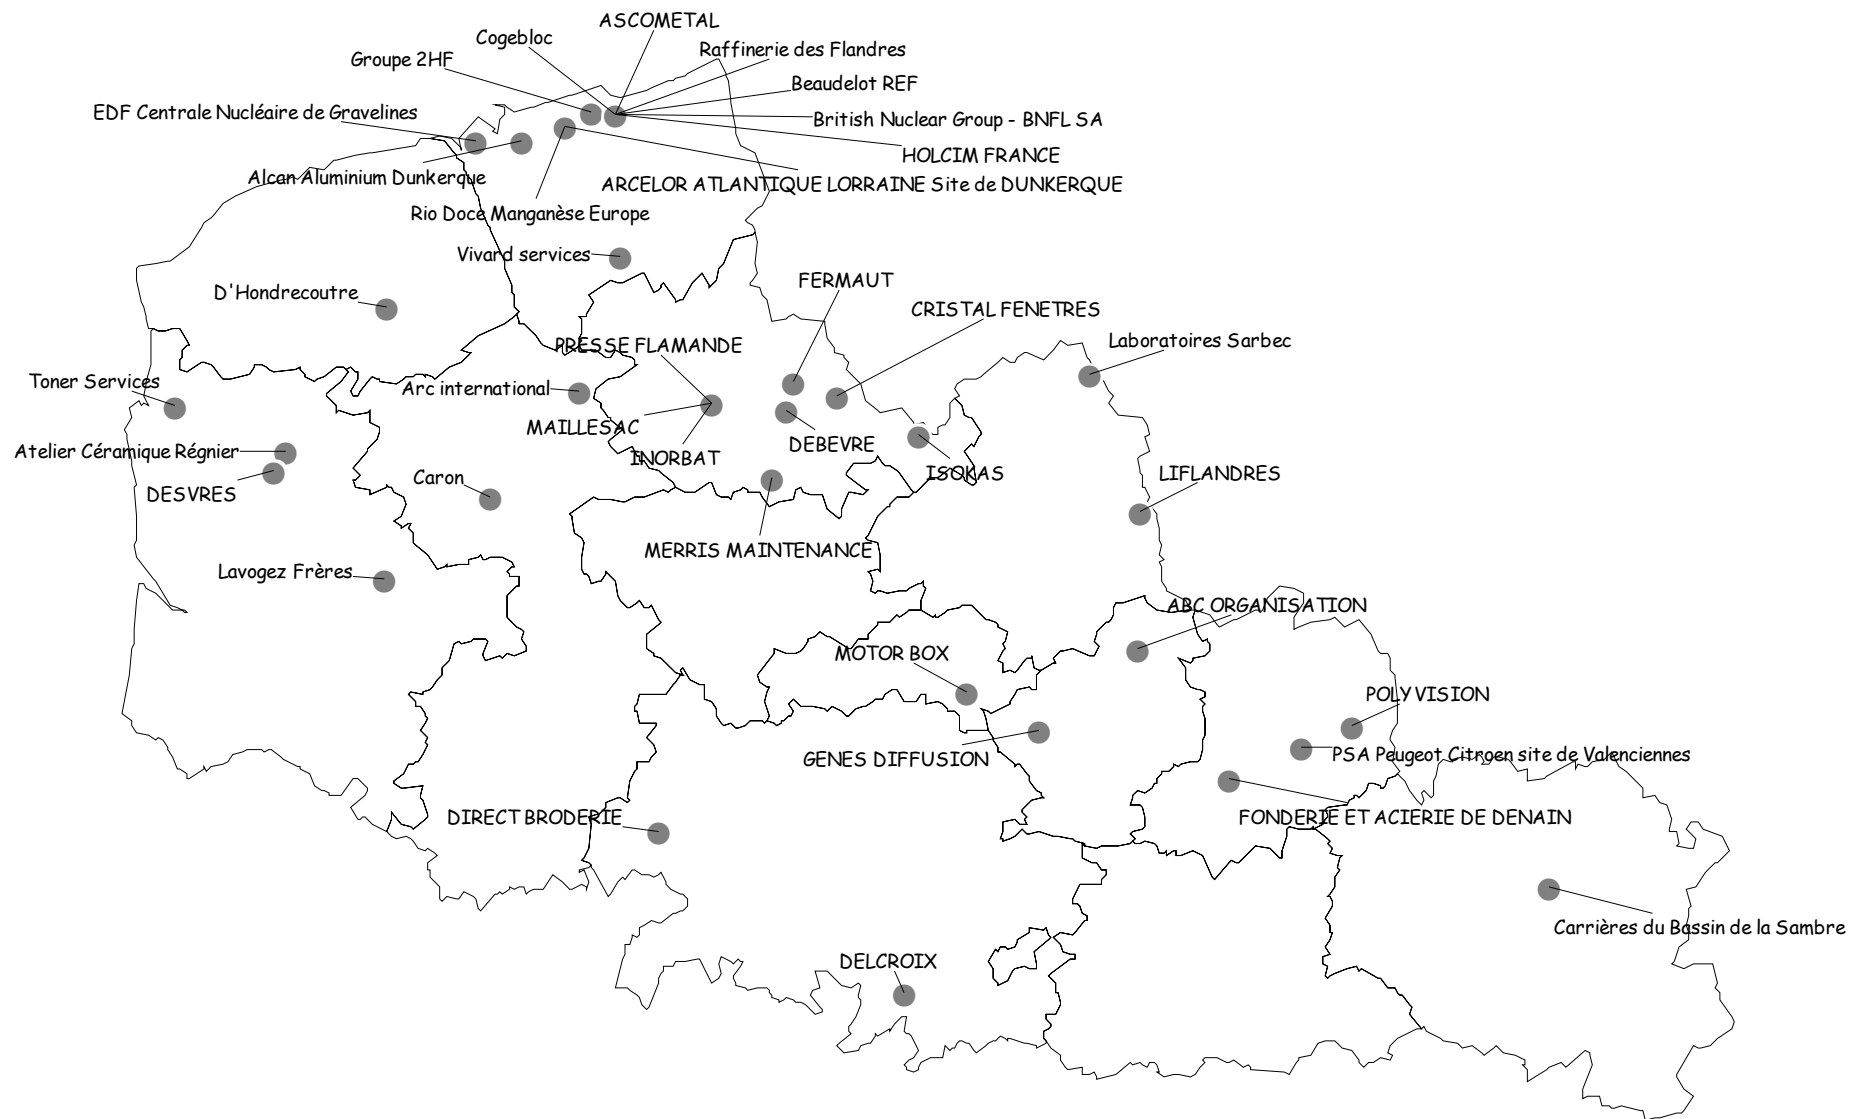 ASCOMETAL
Cogebloc
Raffinerie des Flandres
Groupe 2HF
Beaudelot REF
EDF Centrale Nucléaire de Gravelines
British Nuclear Group - BNFL SA
HOLCIM FRANCE
Alcan Aluminium Dunkerque
ARCELOR ATLANTIQUE LORRAINE Site de DUNKERQUE
Rio Doce Manganèse Europe
Vivard services
FERMAUT
D'Hondrecoutre
CRISTAL FENETRES
Laboratoires Sarbec
PRESSE FLAMANDE
Toner Services
Arc international
MAILLESAC
DEBEVRE
Atelier Céramique Régnier
INORBAT
ISOKAS
LIFLANDRES
Caron
DESVRES
MERRIS MAINTENANCE
Lavogez Frères
ABC ORGANISATION
MOTOR BOX
POLYVISION
GENES DIFFUSION
PSA Peugeot Citroen site de Valenciennes
DIRECT BRODERIE
FONDERIE ET ACIERIE DE DENAIN
Carrières du Bassin de la Sambre
DELCROIX